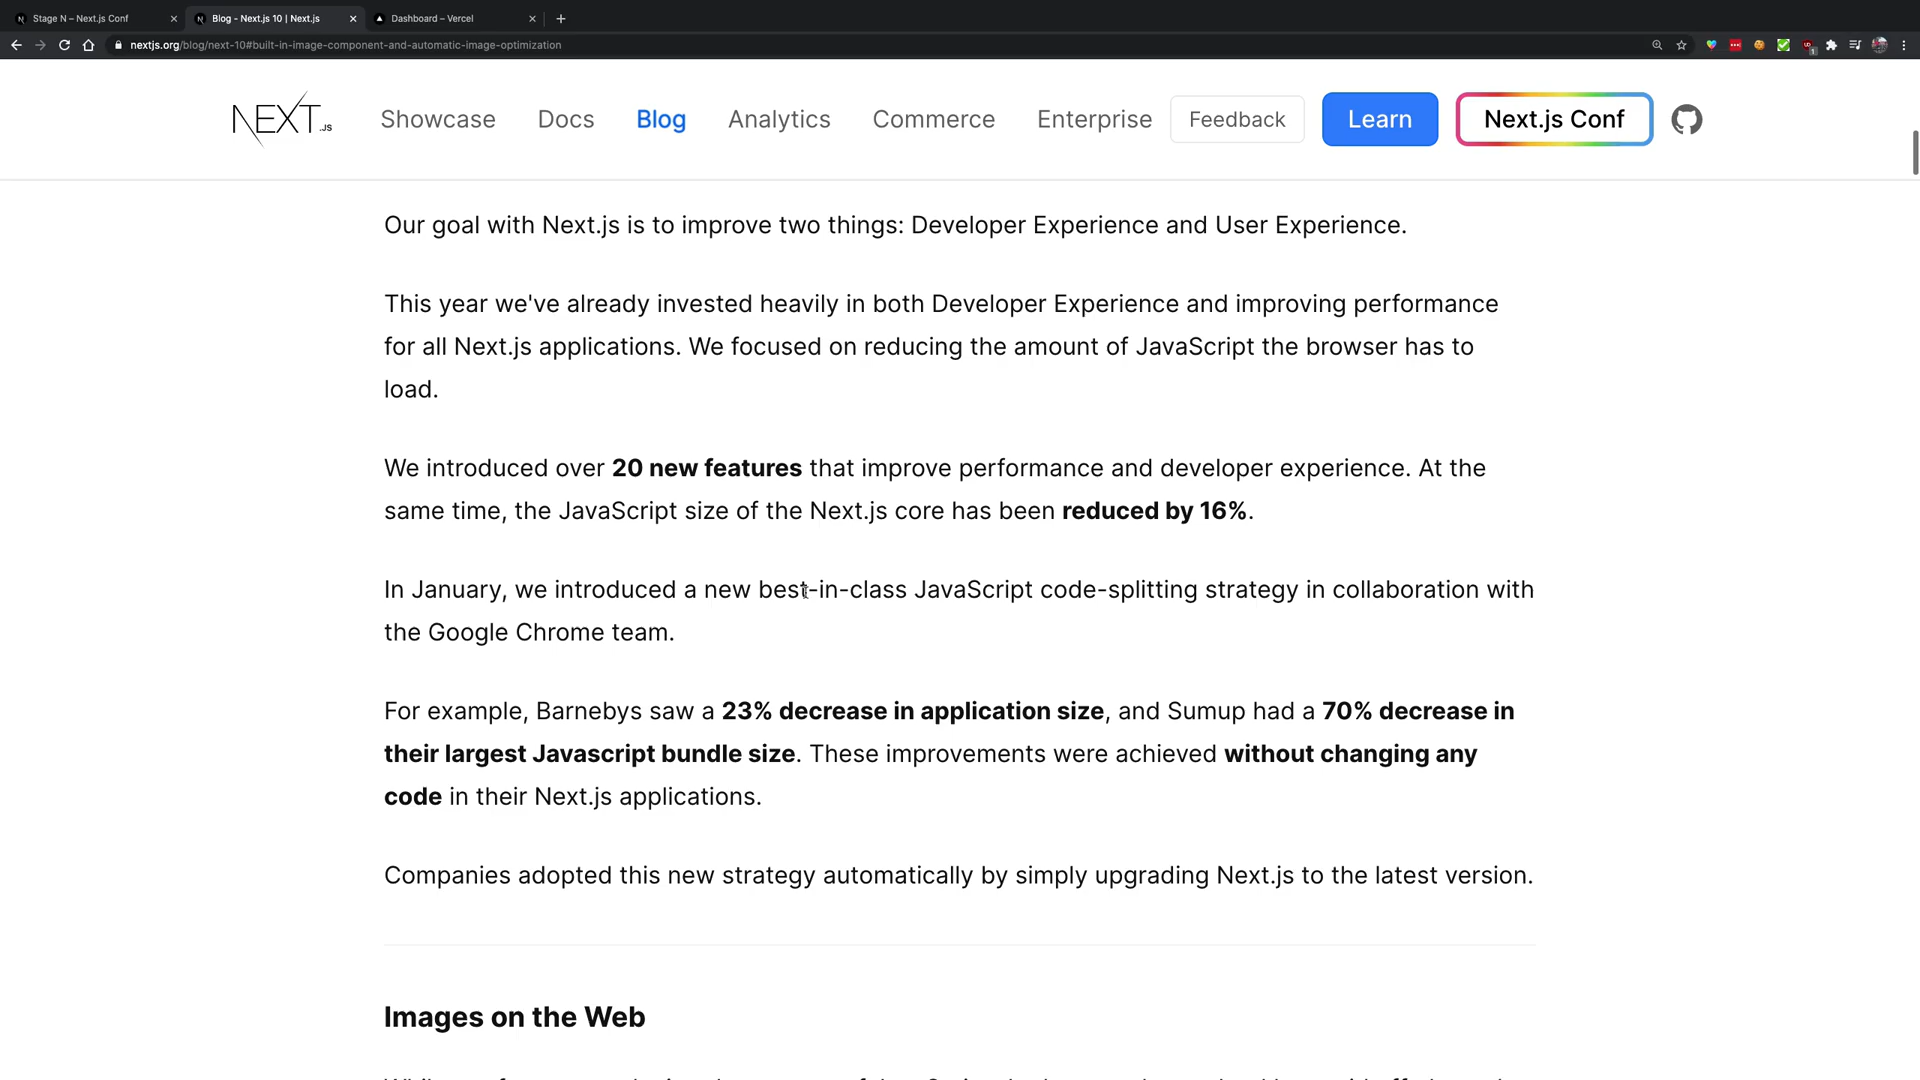 Stage N – Next.js Conf
Blog - Next.js 10 | Next.js
Dashboard – Vercel
nextjs.org/blog/next-10#built-in-image-component-and-automatic-image-optimization
NEXT.JS
Showcase
Docs
Blog
Analytics
Commerce
Enterprise
Feedback
Learn
Next.js Conf
Our goal with Next.js is to improve two things: Developer Experience and User Experience.
This year we've already invested heavily in both Developer Experience and improving performance
for all Next.js applications. We focused on reducing the amount of JavaScript the browser has to
load.
We introduced over 20 new features that improve performance and developer experience. At the
same time, the JavaScript size of the Next.js core has been reduced by 16%.
In January, we introduced a new best-in-class JavaScript code-splitting strategy in collaboration with
the Google Chrome team.
For example, Barnebys saw a 23% decrease in application size, and Sumup had a 70% decrease in
their largest Javascript bundle size. These improvements were achieved without changing any
code in their Next.js applications.
Companies adopted this new strategy automatically by simply upgrading Next.js to the latest version.
Images on the Web